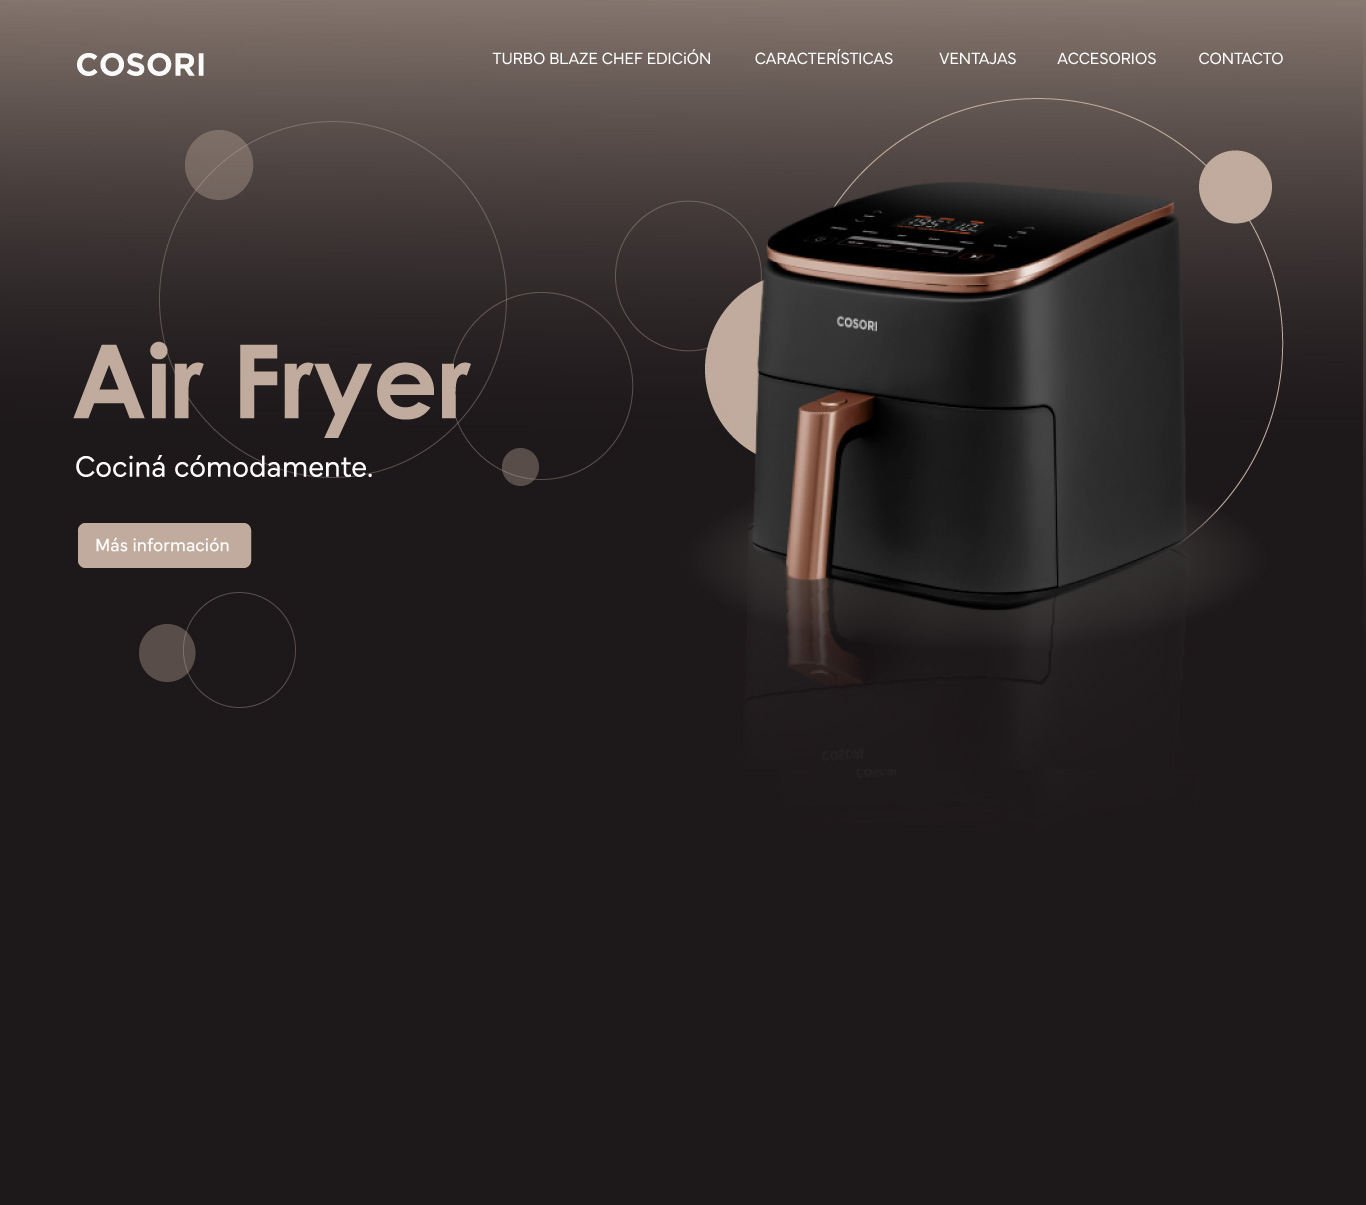 COSORI
TURBO BLAZE CHEF EDICiÓN
CARACTERÍSTICAS
VENTAJAS
ACCESORIOS
CONTACTO
COSORI
Air Fryer
Cociná cómodamente.
Más información